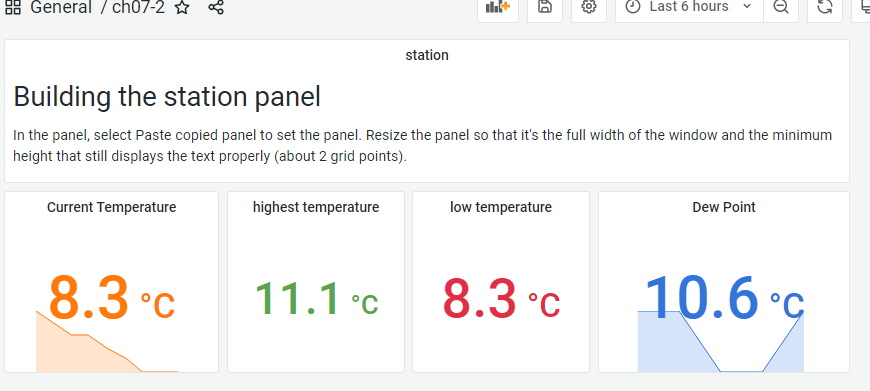 General / ch07-2
Last 6 hours
station
Building the station panel
In the panel, select Paste copied panel to set the panel. Resize the panel so that it's the full width of the window and the minimum
height that still displays the text properly (about 2 grid points).
Current Temperature
highest temperature
low temperature
Dew Point
8.3 °C
11.1 °C
8.3 °C
10.6 °C